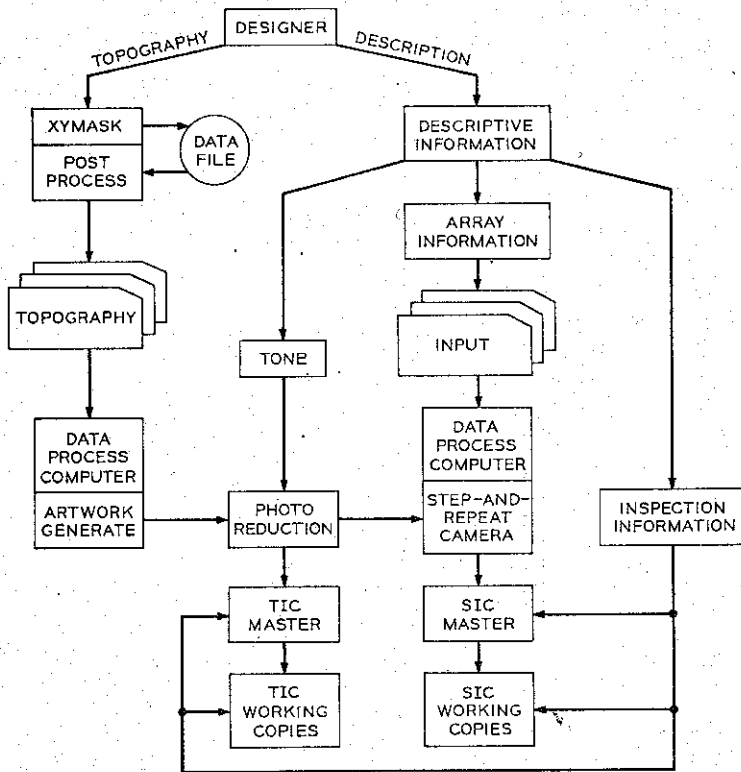 DESIGNER
TOPOGRAPHY
DESCRIPTION
XYMASK
POST
PROCESS
DATA
FILE
DESCRIPTIVE
INFORMATION
ARRAY
INFORMATION
TOPOGRAPHY
TONE
INPUT
DATA
PROCESS
COMPUTER
ARTWORK
GENERATE
PHOTO
REDUCTION
DATA
PROCESS
COMPUTER
STEP-AND-
REPEAT
CAMERA
INSPECTION
INFORMATION
TIC
MASTER
SIC
MASTER
TIC
WORKING
COPIES
SIC
WORKING
COPIES